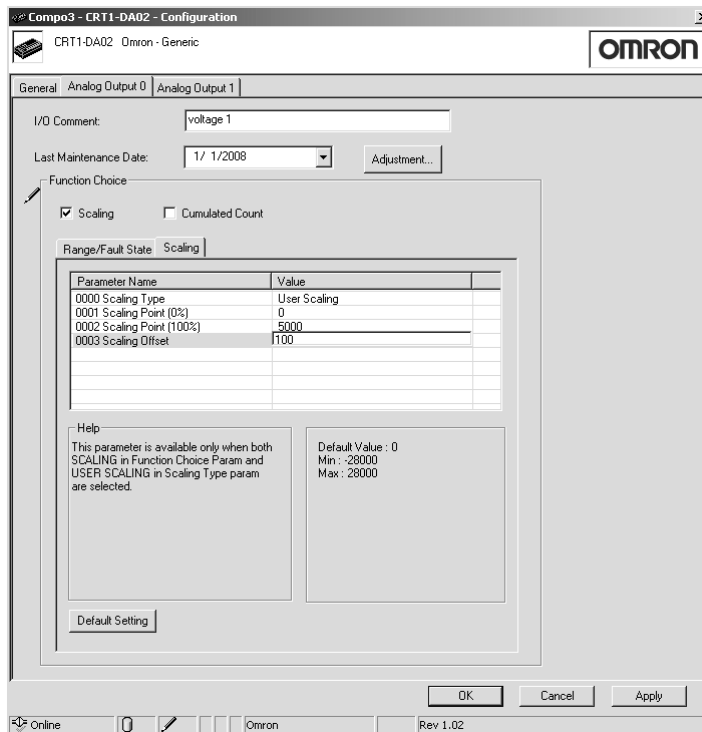 Compo3 - CRT1-DA02 - Configuration
CRT1-DA02 Omron - Generic
OMRON
General
Analog Output 0
Analog Output 1
I/O Comment:
voltage 1
Last Maintenance Date:
1/ 1/2008
Adjustment...
Function Choice
Scaling
Cumulated Count
Range/Fault State
Scaling
Parameter Name Value
0000 Scaling Type User Scaling
0001 Scaling Point (0%) 0
0002 Scaling Point (100%) 5000
0003 Scaling Offset 100
Help
This parameter is available only when both
SCALING in Function Choice Param and
USER SCALING in Scaling Type param
are selected.
Default Value : 0
Min : -28000
Max : 28000
Default Setting
OK
Cancel
Apply
Online
Omron
Rev 1.02